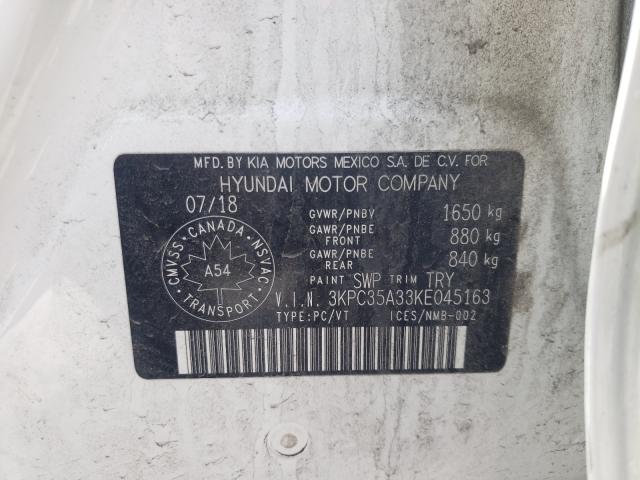 MFD. BY KIA MOTORS MEXICO S.A. DE C.V. FOR
HYUNDAI MOTOR COMPANY
07/18
GVWR/PNBV 1650 kg
GAWR/PNBE FRONT 880 kg
GAWR/PNBE REAR 840 kg
CMVSS • CANADA • NSVAC
A54
TRANSPORT
PAINT SWP TRIM TRY
V.I.N. 3KPC35A33KE045163
TYPE:PC/VT ICES/NMB-002